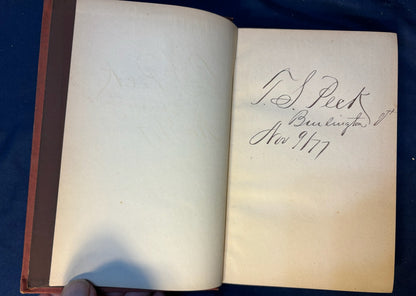 T. S. Peck
Burlington Vt
Nov 9/77